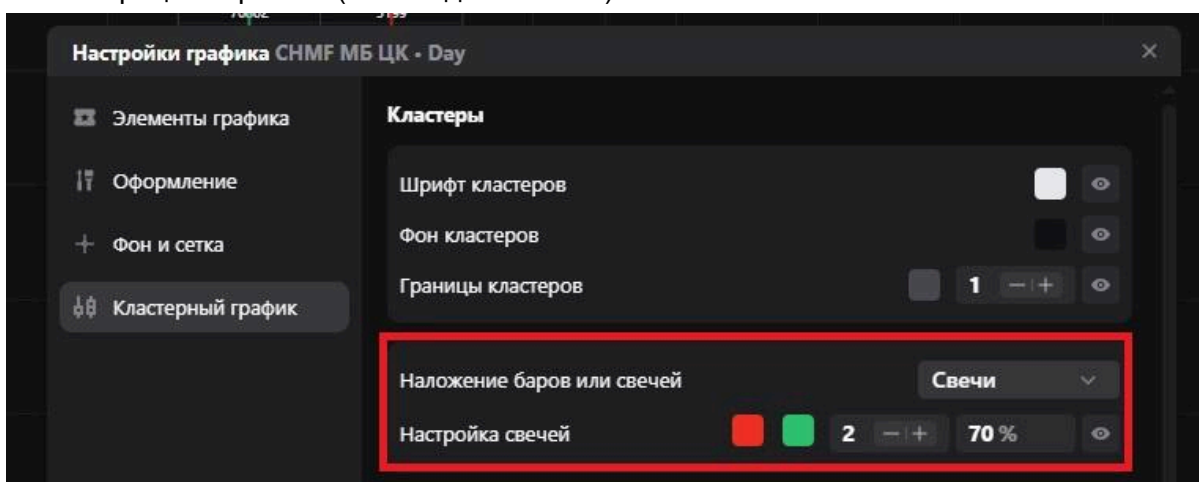 Настройки графика CHMF МБ ЦК • Day
Элементы графика
Оформление
Фон и сетка
Кластерный график
Кластеры
Шрифт кластеров
Фон кластеров
Границы кластеров 1
Наложение баров или свечей Свечи
Настройка свечей 2 70 %